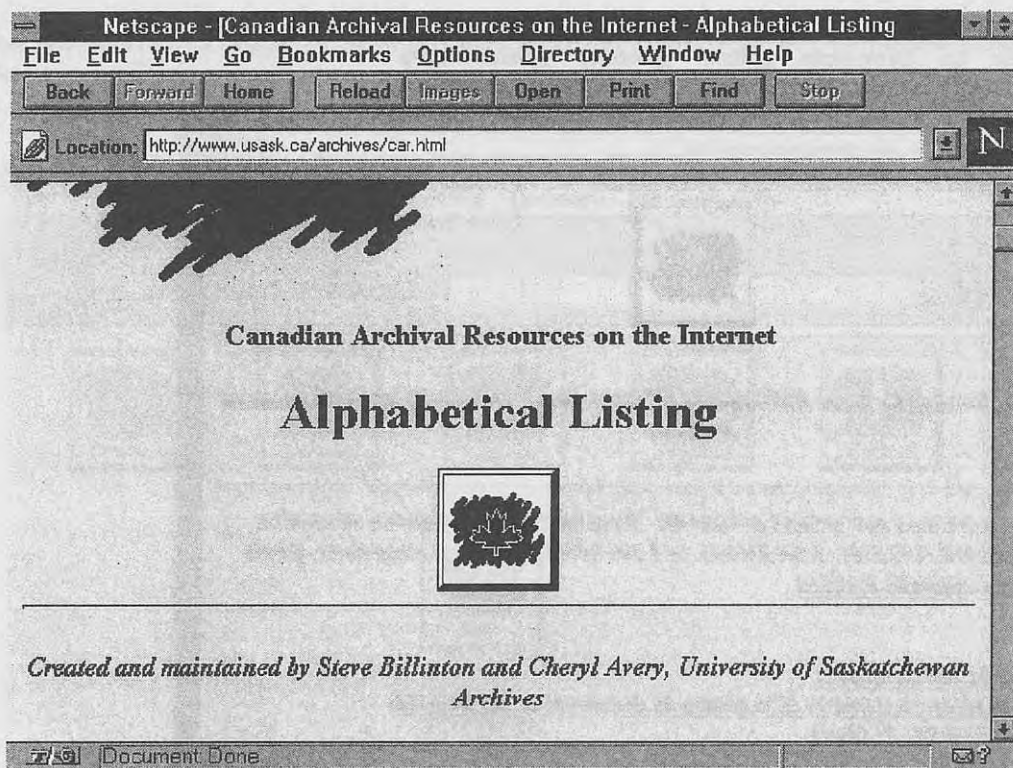 Netscape - [Canadian Archival Resources on the Internet - Alphabetical Listing
File Edit View Go Bookmarks Options Directory Window Help
Back Forward Home Reload Images Open Print Find Stop
Location: http://www.usask.ca/archives/car.html
N
Canadian Archival Resources on the Internet
Alphabetical Listing
Created and maintained by Steve Billinton and Cheryl Avery, University of Saskatchewan
Archives
Document: Done
?